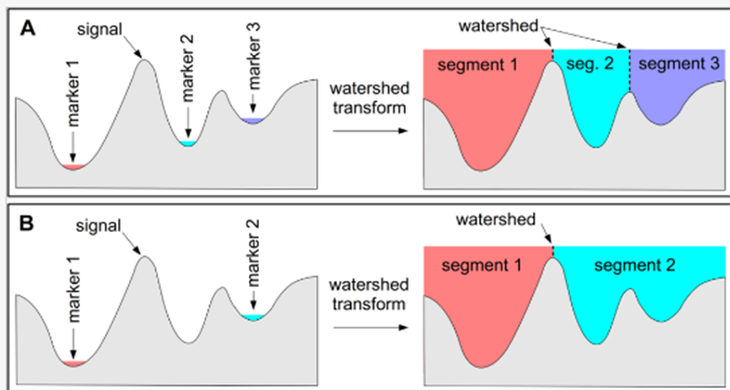 A
signal
marker 1
marker 2
marker 3
watershed
transform
watershed
segment 1
seg. 2
segment 3
B
signal
marker 1
marker 2
watershed
transform
watershed
segment 1
segment 2